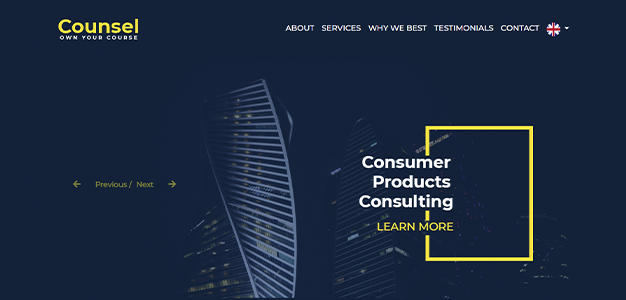 Counsel
OWN YOUR COURSE
ABOUT SERVICES WHY WE BEST TESTIMONIALS CONTACT
Consumer
Products
Consulting
Previous / Next
LEARN MORE